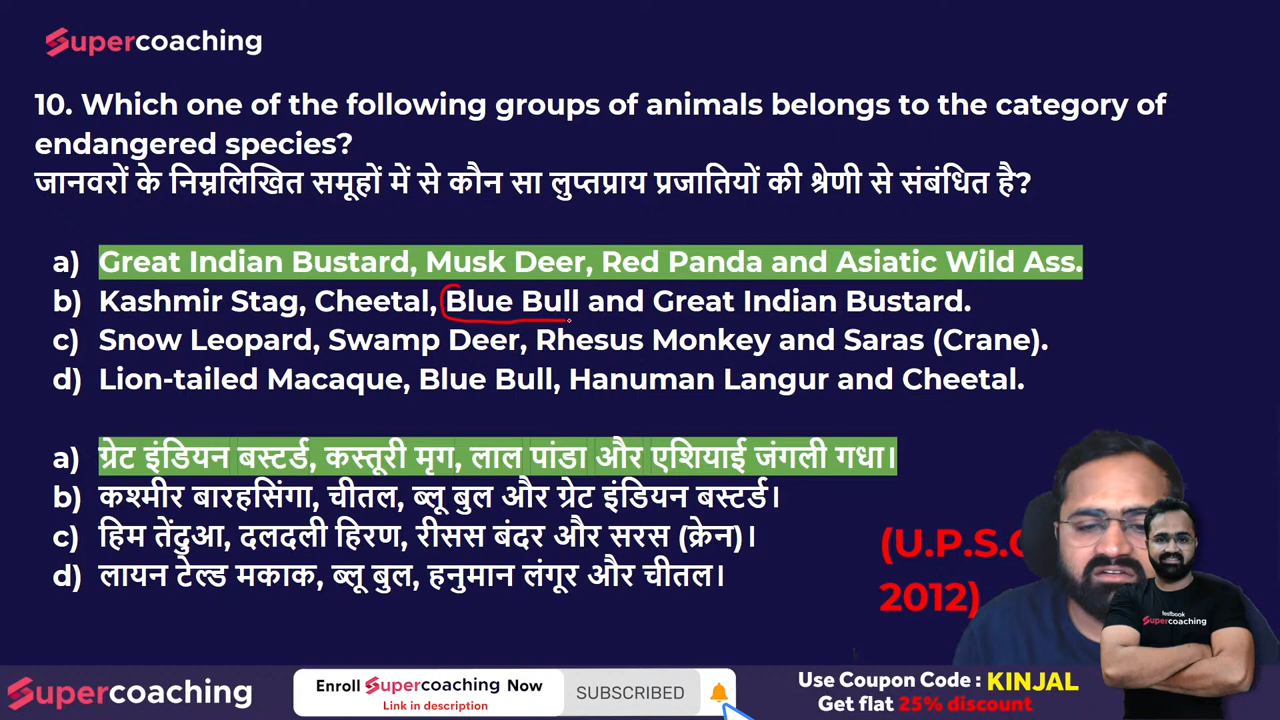 Supercoaching
10. Which one of the following groups of animals belongs to the category of
endangered species?
जानवरों के निम्नलिखित समूहों में से कौन सा लुप्तप्राय प्रजातियों की श्रेणी से संबंधित है?
a) Great Indian Bustard, Musk Deer, Red Panda and Asiatic Wild Ass.
b) Kashmir Stag, Cheetal, Blue Bull and Great Indian Bustard.
c) Snow Leopard, Swamp Deer, Rhesus Monkey and Saras (Crane).
d) Lion-tailed Macaque, Blue Bull, Hanuman Langur and Cheetal.
a) ग्रेट इंडियन बस्टर्ड, कस्तूरी मृग, लाल पांडा और एशियाई जंगली गधा।
b) कश्मीर बारहसिंगा, चीतल, ब्लू बुल और ग्रेट इंडियन बस्टर्ड।
c) हिम तेंदुआ, दलदली हिरण, रीसस बंदर और सरस (क्रेन)।
d) लायन टेल्ड मकाक, ब्लू बुल, हनुमान लंगूर और चीतल।
(U.P.S.C
2012)
testbook
Supercoaching
Supercoaching
Enroll Supercoaching Now
Link in description
SUBSCRIBED
Use Coupon Code : KINJAL
Get flat 25% discount